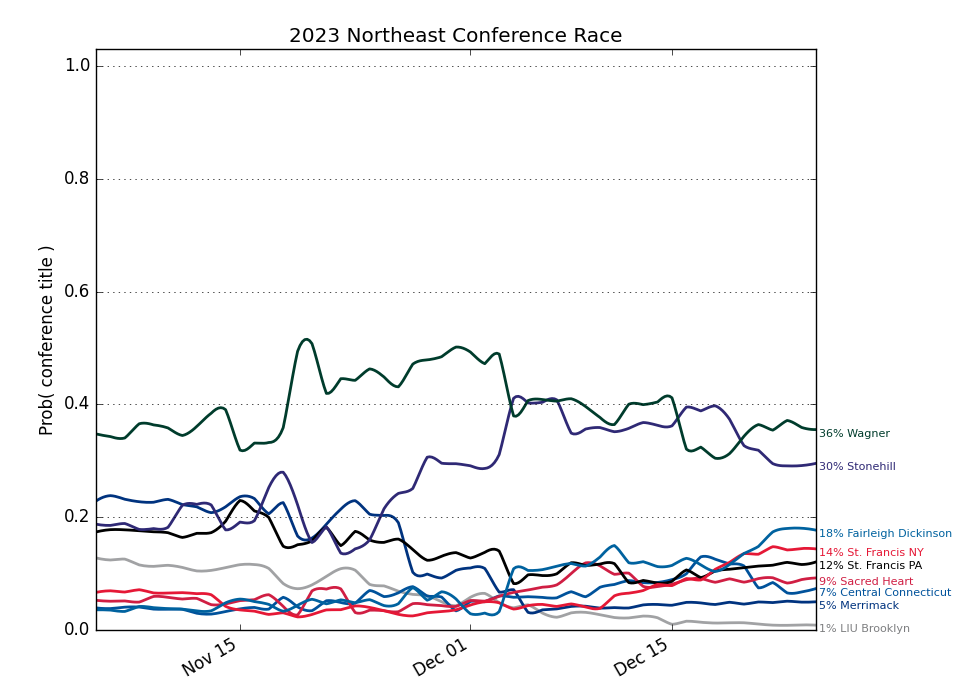 2023 Northeast Conference Race
Prob( conference title )
1.0
0.8
0.6
0.4
0.2
0.0
Nov 15
Dec 01
Dec 15
36% Wagner
30% Stonehill
18% Fairleigh Dickinson
14% St. Francis NY
12% St. Francis PA
9% Sacred Heart
7% Central Connecticut
5% Merrimack
1% LIU Brooklyn